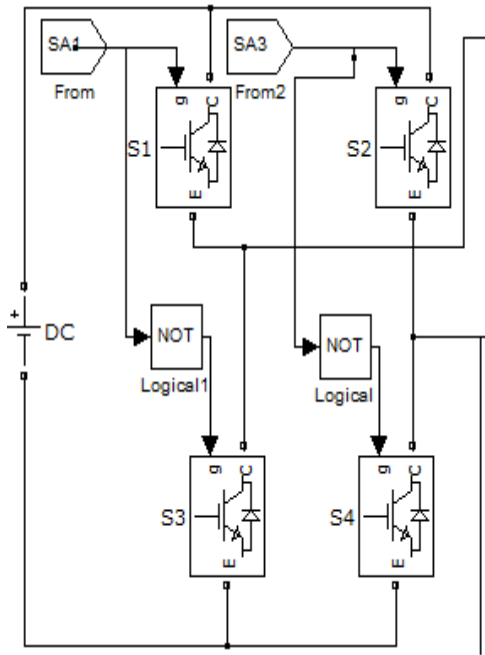 SA1
From
SA3
From2
g
C
S1
E
g
C
S2
E
+
DC
NOT
Logical1
NOT
Logical
g
C
S3
E
g
C
S4
E